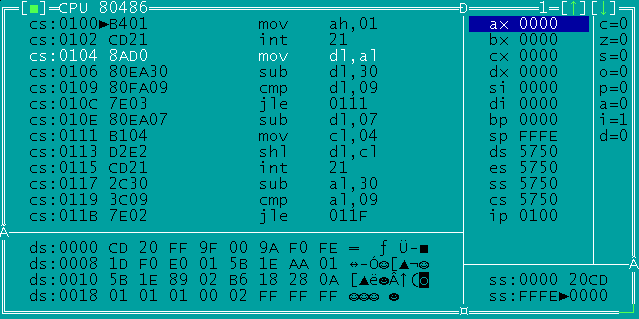 [■]=CPU 80486 1=[↑][↓]
cs:0100►B401 mov ah,01 ax 0000 c=0
cs:0102 CD21 int 21 bx 0000 z=0
cs:0104 8AD0 mov dl,al cx 0000 s=0
cs:0106 80EA30 sub dl,30 dx 0000 o=0
cs:0109 80FA09 cmp dl,09 si 0000 p=0
cs:010C 7E03 jle 0111 di 0000 a=0
cs:010E 80EA07 sub dl,07 bp 0000 i=1
cs:0111 B104 mov cl,04 sp FFFE d=0
cs:0113 D2E2 shl dl,cl ds 5750
cs:0115 CD21 int 21 es 5750
cs:0117 2C30 sub al,30 ss 5750
cs:0119 3C09 cmp al,09 cs 5750
cs:011B 7E02 jle 011F ip 0100
ds:0000 CD 20 FF 9F 00 9A F0 FE = ƒ Ü-■
ds:0008 1D F0 E0 01 5B 1E AA 01 ↔-Ó☺[▲¬☺
ds:0010 5B 1E 89 02 B6 18 28 0A [▲ë☻Â↑(◙ ss:0000 20CD
ds:0018 01 01 01 00 02 FF FF FF ☺☺☺ ☻ ss:FFFE►0000